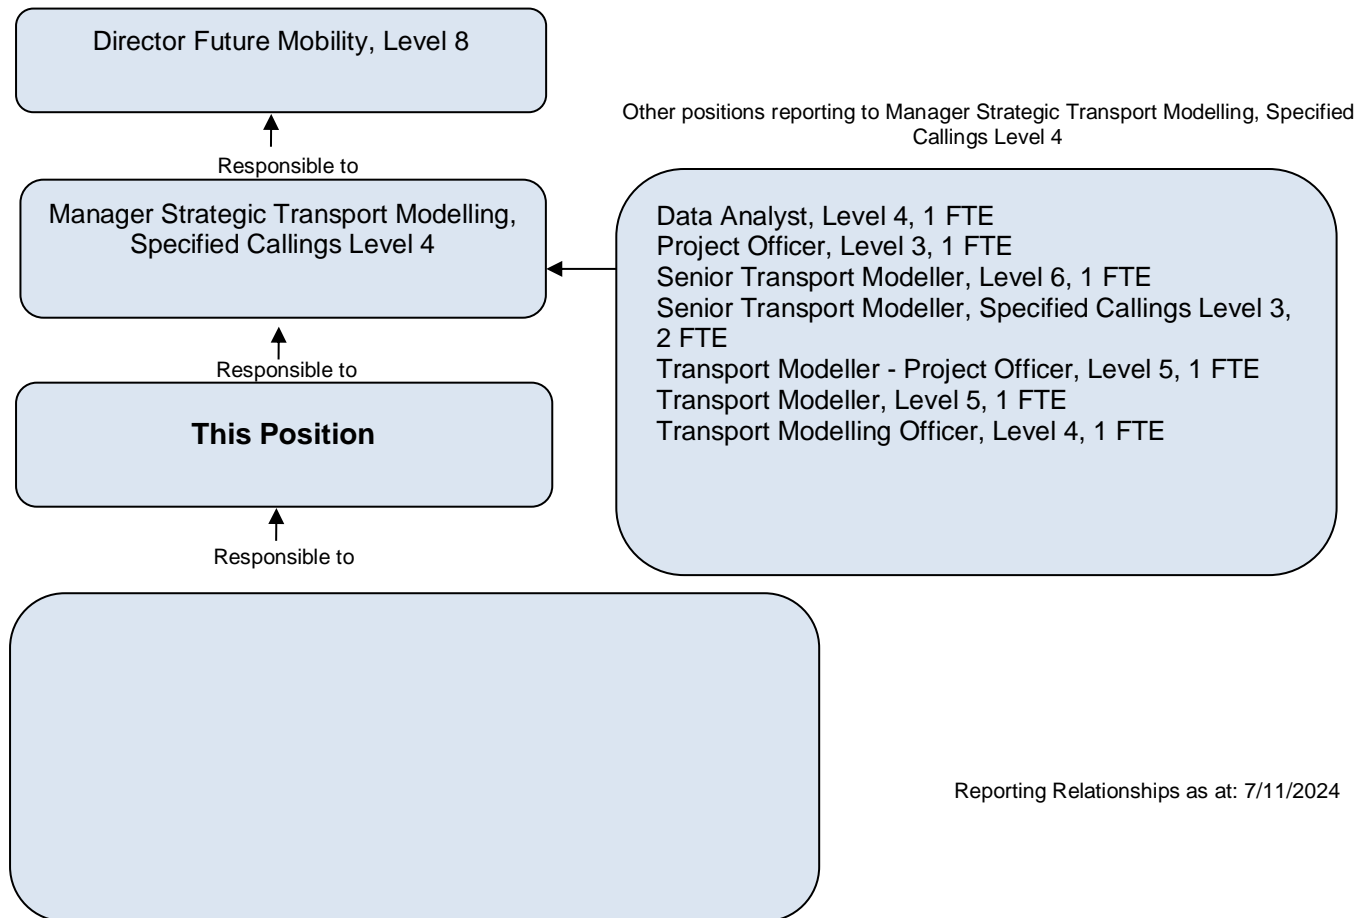 Director Future Mobility, Level 8
Responsible to
Manager Strategic Transport Modelling,
Specified Callings Level 4
Responsible to
This Position
Responsible to
Other positions reporting to Manager Strategic Transport Modelling, Specified
Callings Level 4
Data Analyst, Level 4, 1 FTE
Project Officer, Level 3, 1 FTE
Senior Transport Modeller, Level 6, 1 FTE
Senior Transport Modeller, Specified Callings Level 3,
2 FTE
Transport Modeller - Project Officer, Level 5, 1 FTE
Transport Modeller, Level 5, 1 FTE
Transport Modelling Officer, Level 4, 1 FTE
Reporting Relationships as at: 7/11/2024